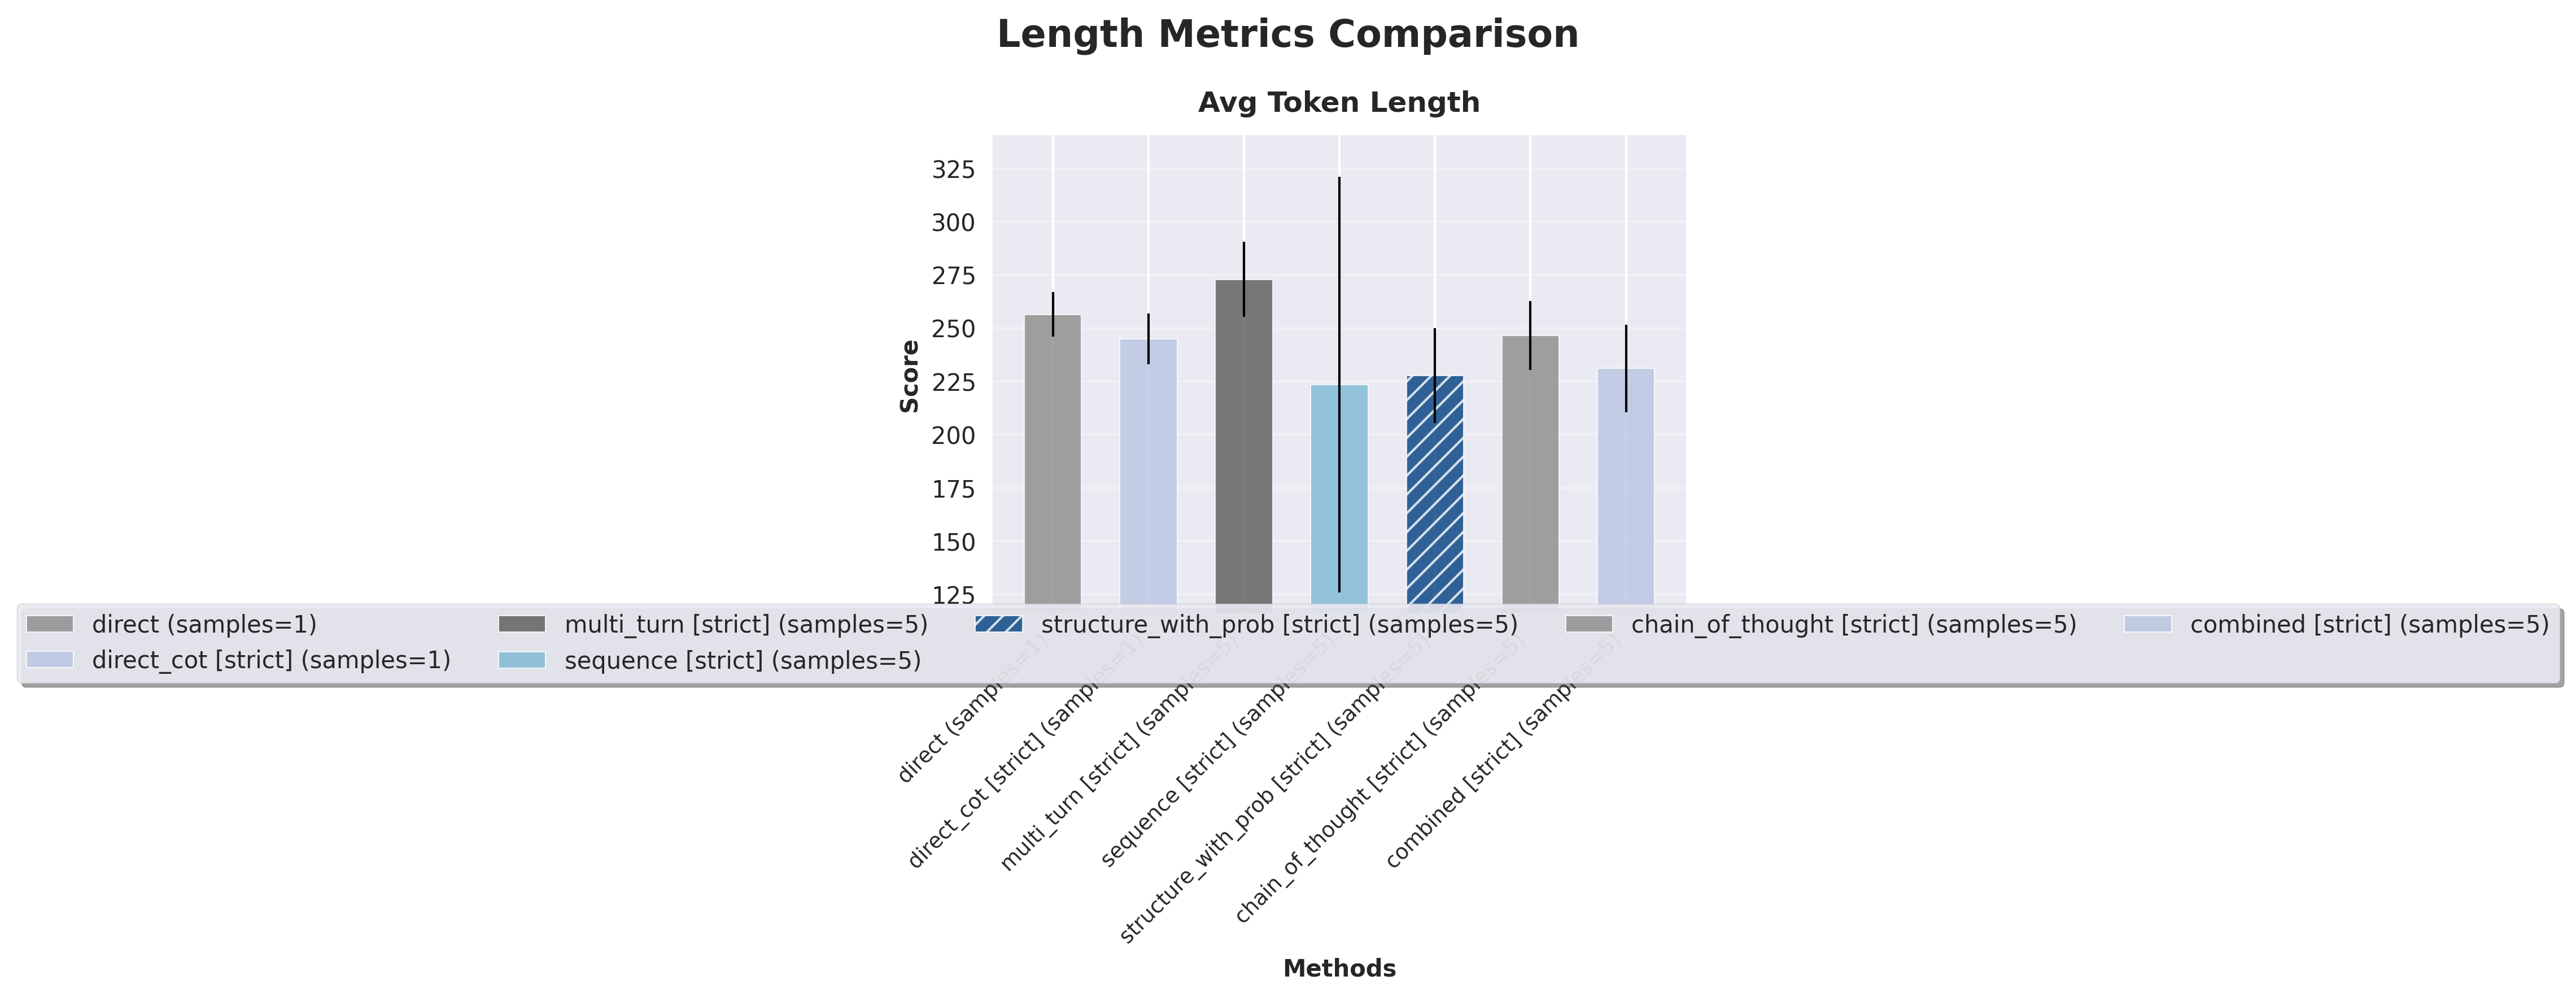 Length Metrics Comparison
Avg Token Length
325
300
275
250
225
200
175
150
125
Score
direct (samples=1)
direct_cot [strict] (samples=1)
multi_turn [strict] (samples=5)
sequence [strict] (samples=5)
structure_with_prob [strict] (samples=5)
chain_of_thought [strict] (samples=5)
combined [strict] (samples=5)
direct (samples=1)
direct_cot [strict] (samples=1)
multi_turn [strict] (samples=5)
sequence [strict] (samples=5)
structure_with_prob [strict] (samples=5)
chain_of_thought [strict] (samples=5)
combined [strict] (samples=5)
Methods